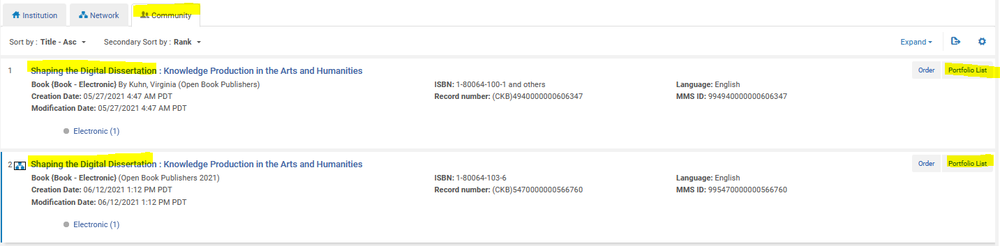 Institution Network Community
Sort by : Title - Asc Secondary Sort by : Rank Expand
1 Shaping the Digital Dissertation : Knowledge Production in the Arts and Humanities Order Portfolio List
Book {Book - Electronic} By Kuhn, Virginia (Open Book Publishers) ISBN: 1-80064-100-1 and others Language: English
Creation Date: 05/27/2021 4:47 AM PDT Record number: (CKB)4940000000606347 MMS ID: 994940000000606347
Modification Date: 05/27/2021 4:47 AM PDT
Electronic (1)
2 Shaping the Digital Dissertation : Knowledge Production in the Arts and Humanities Order Portfolio List
Book {Book - Electronic} (Open Book Publishers 2021) ISBN: 1-80064-103-6 Language: English
Creation Date: 06/12/2021 1:12 PM PDT Record number: (CKB)5470000000566760 MMS ID: 995470000000566760
Modification Date: 06/12/2021 1:12 PM PDT
Electronic (1)